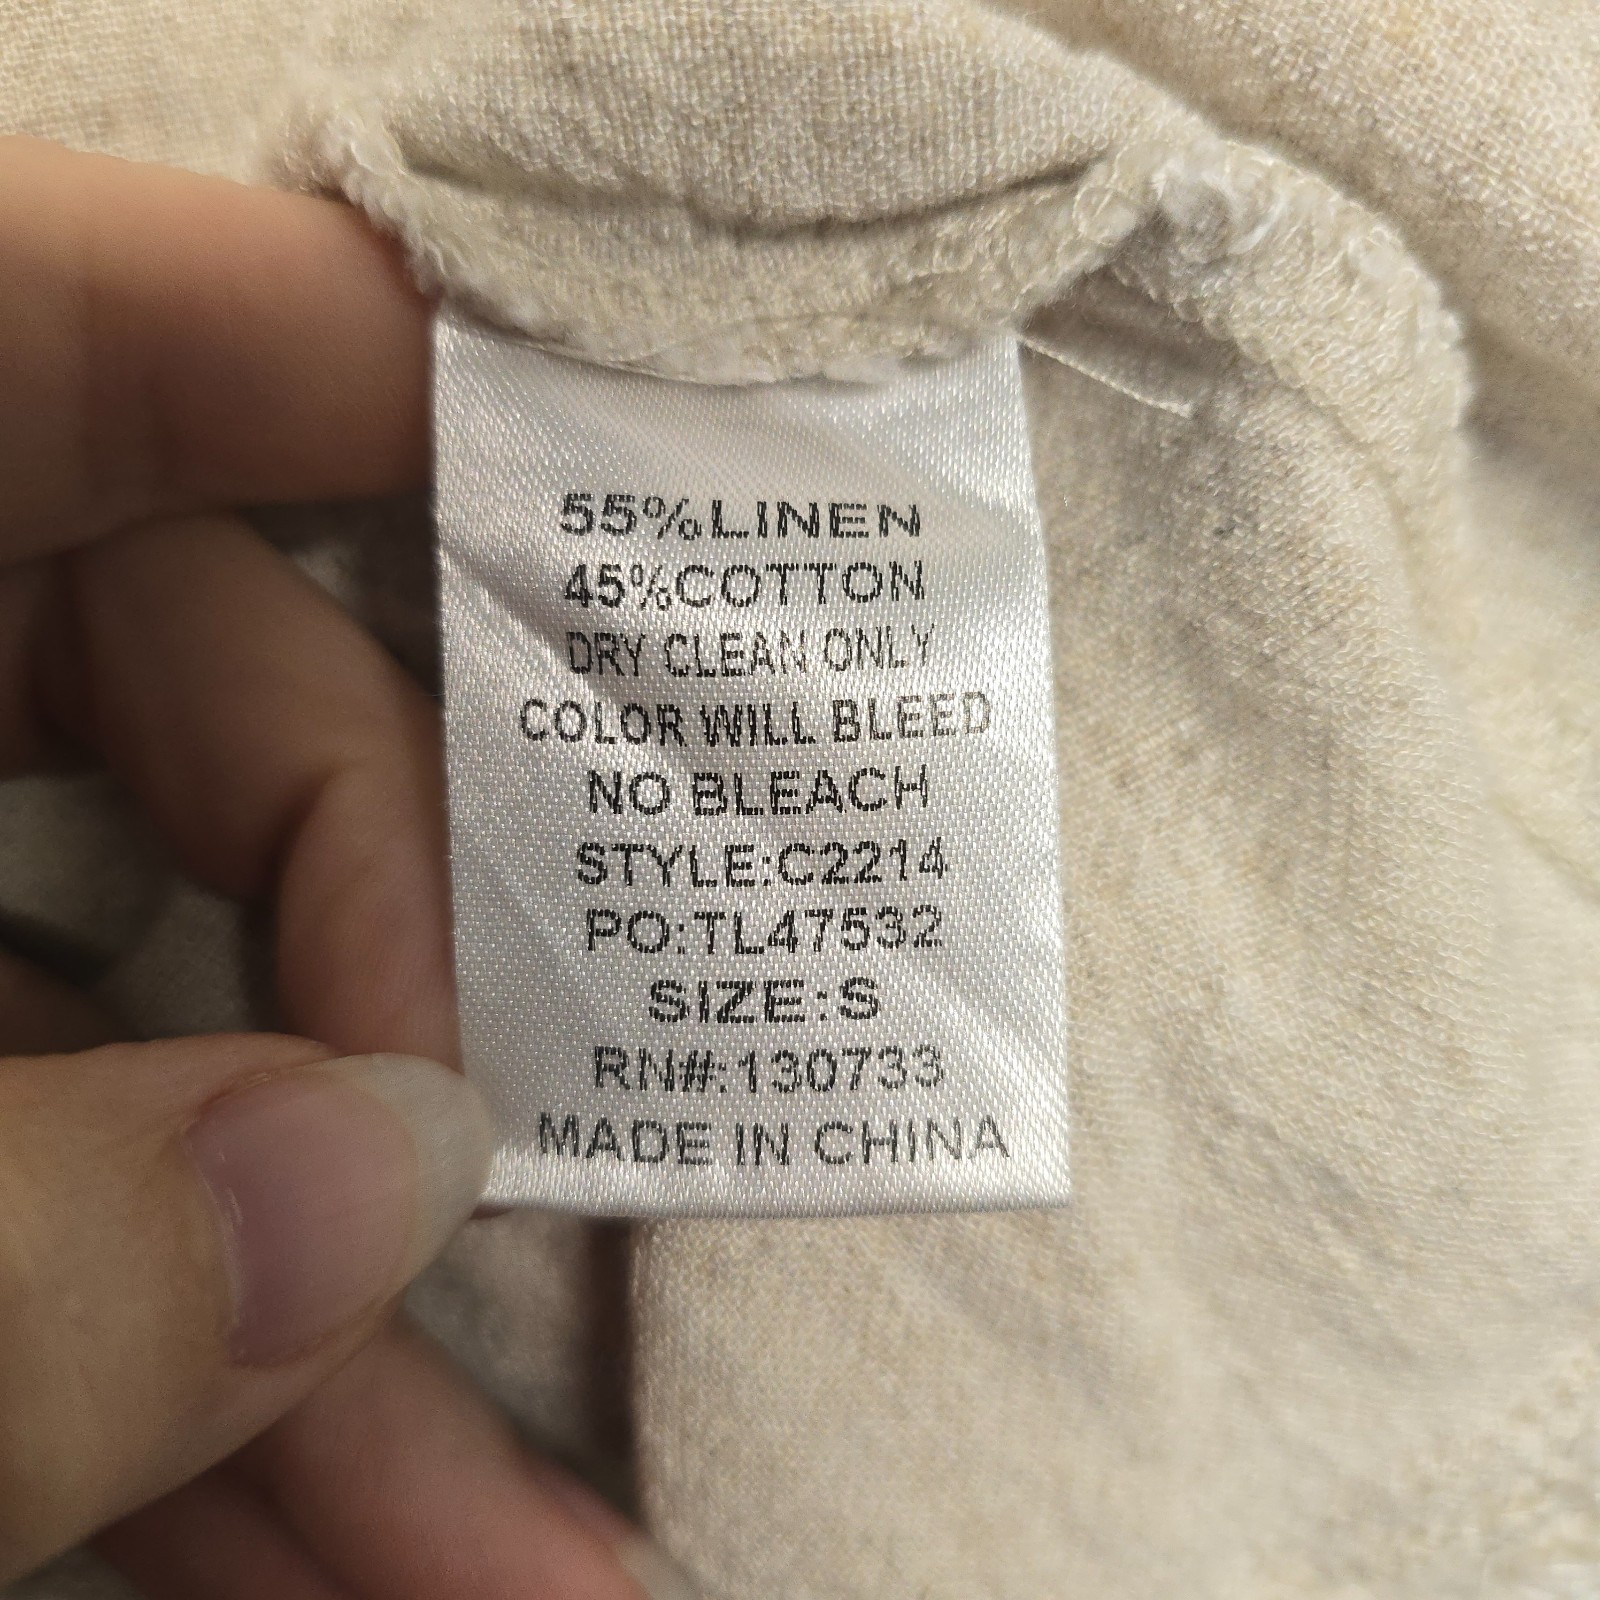 55%LINEN
45%COTTON
DRY CLEAN ONLY
COLOR WILL BLEED
NO BLEACH
STYLE:C2214
PO:TL47532
SIZE:S
RN#:130733
MADE IN CHINA